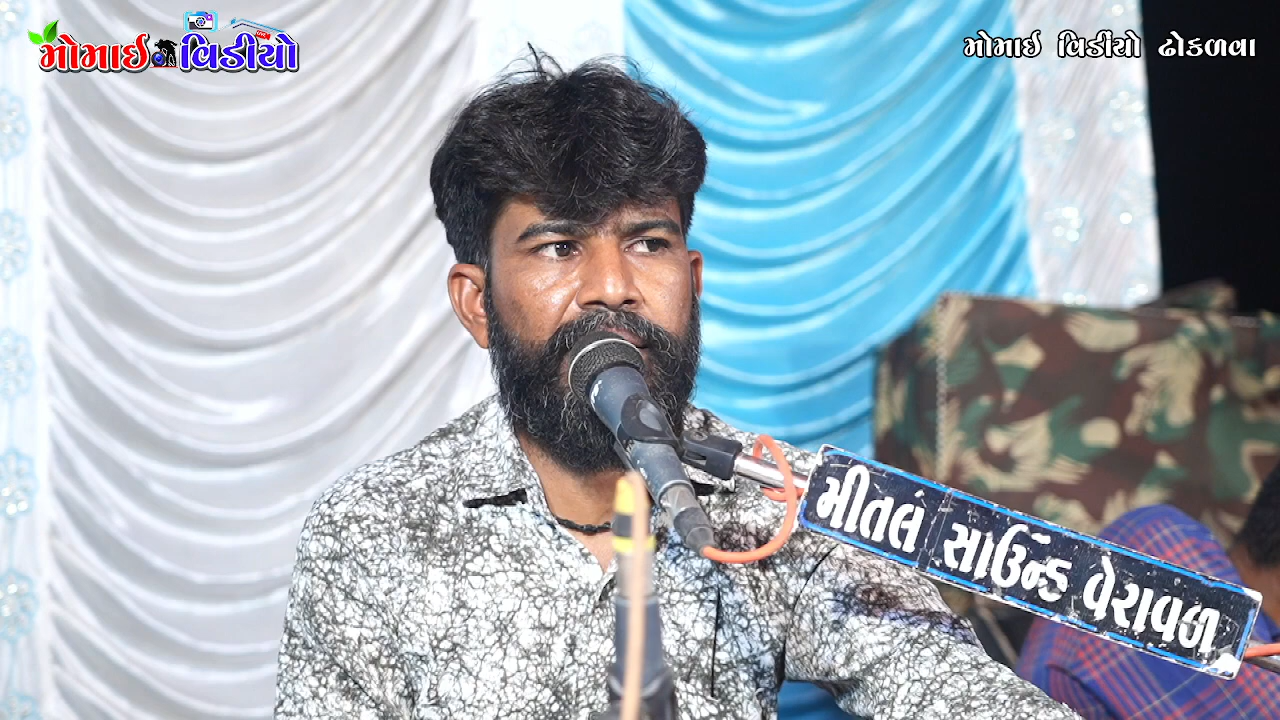 મોમાઈ વિડીયો
મોમાઇ વિડીયો ઢોકળવા
મીતલ સાઉન્ડ વેરાવળ